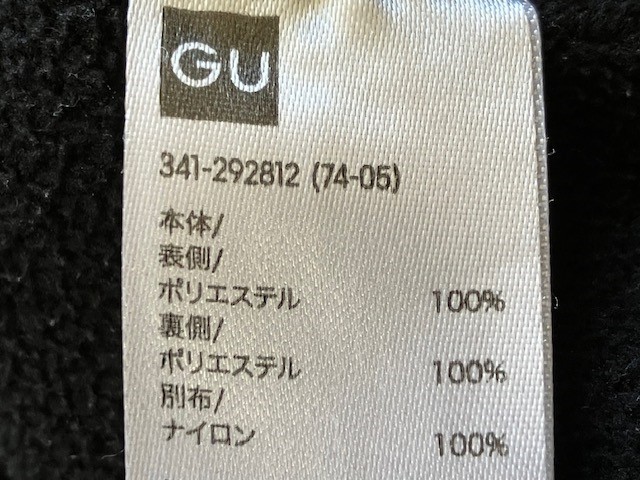 GU
341-292812 (74-05)
本体/
表側/
ポリエステル 100%
裏側/
ポリエステル 100%
別布/
ナイロン 100%